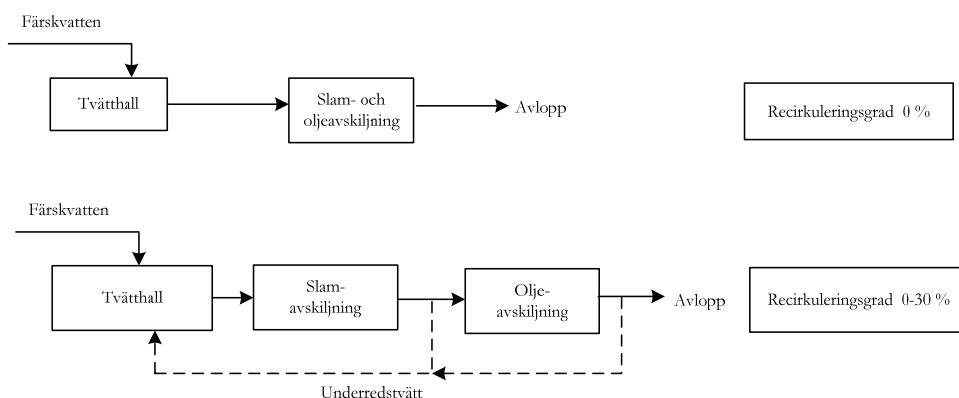 Färskvatten
Tvätthall
Slam- och
oljeavskiljning
Avlopp
Recirkuleringsgrad 0 %
Färskvatten
Tvätthall
Slam-
avskiljning
Olje-
avskiljning
Avlopp
Recirkuleringsgrad 0-30 %
Underredstvätt